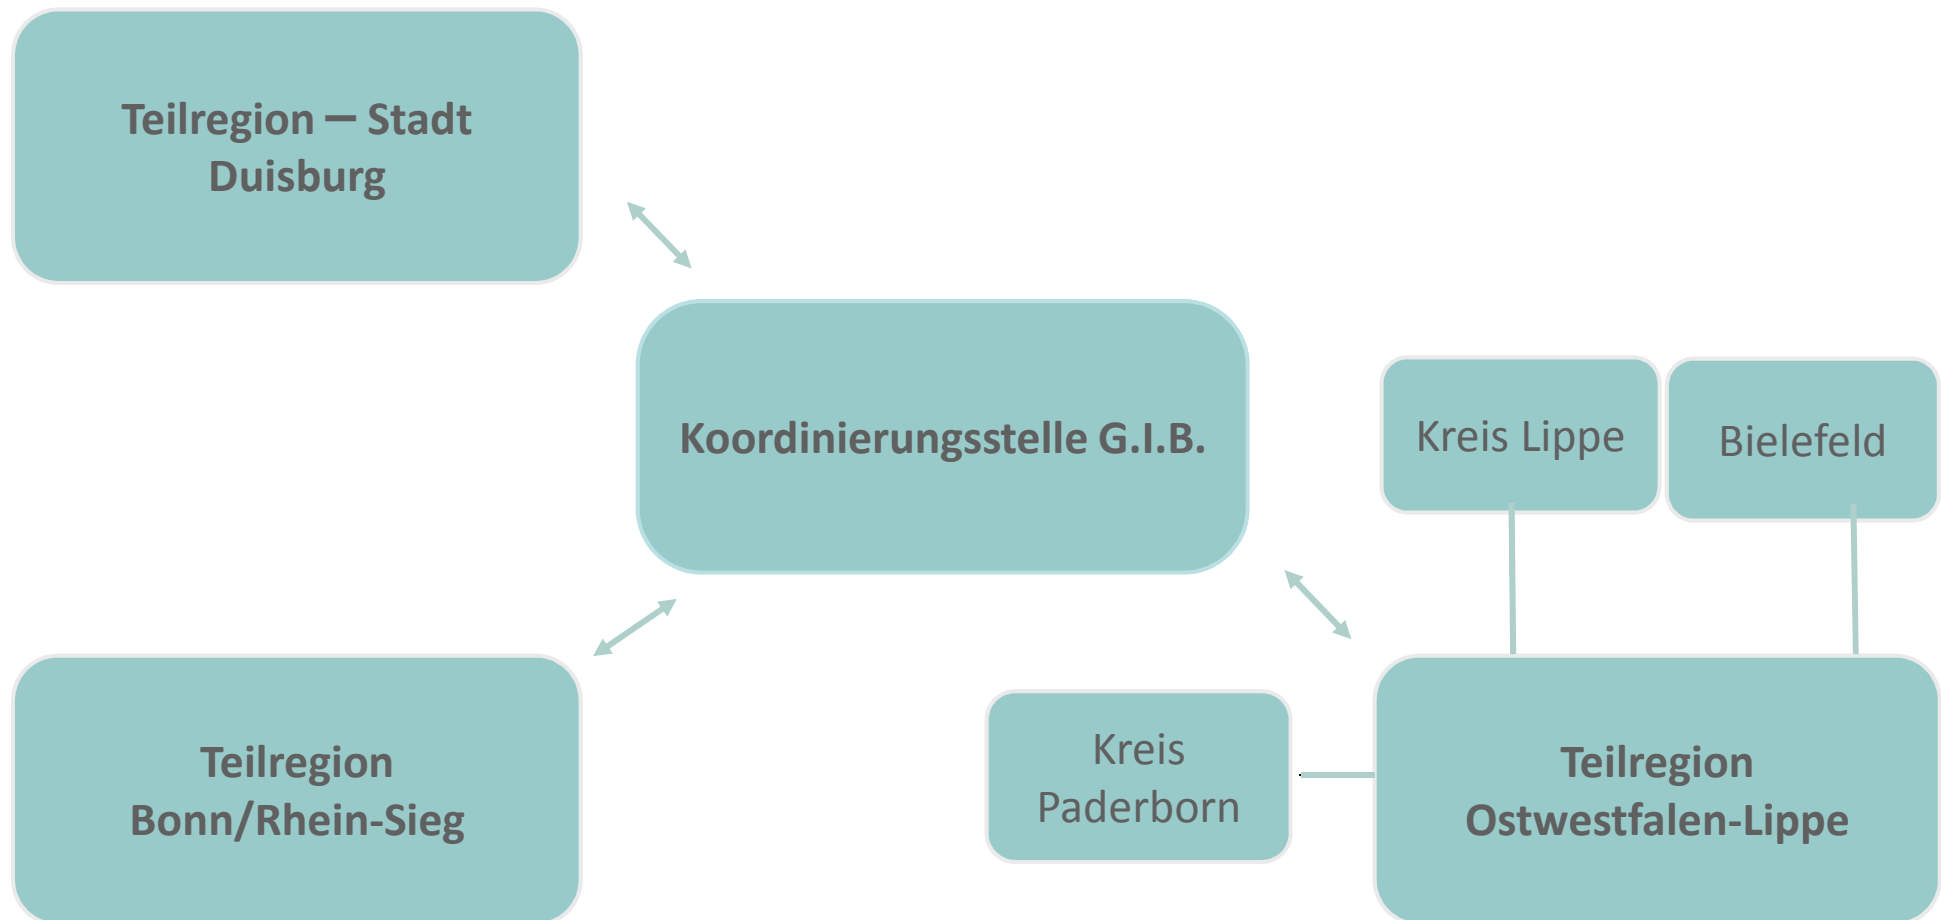 Teilregion – Stadt
Duisburg
Koordinierungsstelle G.I.B.
Kreis Lippe
Bielefeld
Teilregion
Bonn/Rhein-Sieg
Kreis
Paderborn
Teilregion
Ostwestfalen-Lippe